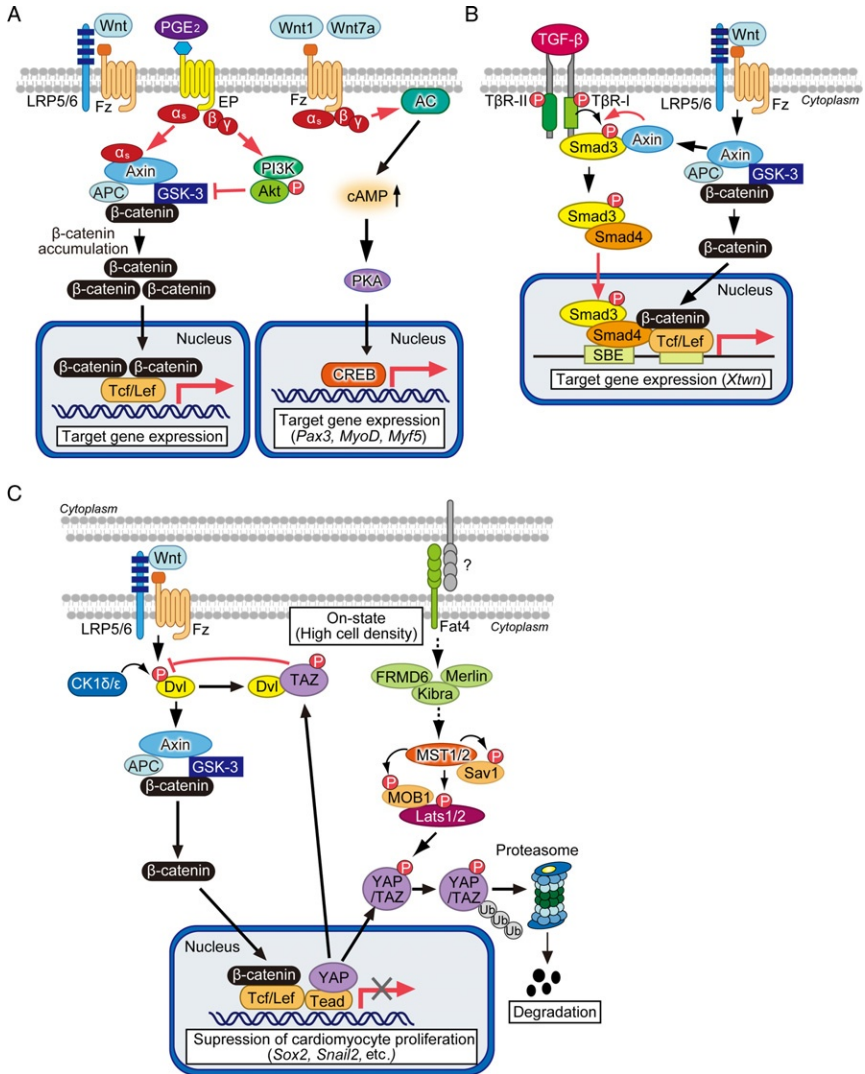 A
Wnt
PGE2
Wnt1
Wnt7a
LRP5/6
Fz
EP
Fz
αs
β
γ
αs
β
γ
AC
αs
Axin
APC
GSK-3
β-catenin
PI3K
Akt
P
cAMP
β-catenin
accumulation
β-catenin
β-catenin
β-catenin
PKA
Nucleus
β-catenin
β-catenin
Tcf/Lef
Target gene expression
Nucleus
CREB
Target gene expression
(Pax3, MyoD, Myf5)
B
TGF-β
Wnt
TβR-II
P
P
TβR-I
LRP5/6
Fz
Cytoplasm
P
Smad3
Axin
Axin
APC
GSK-3
β-catenin
P
Smad3
Smad4
β-catenin
Nucleus
P
Smad3
Smad4
β-catenin
Tcf/Lef
SBE
Target gene expression (Xtwn)
C
Cytoplasm
Wnt
?
LRP5/6
Fz
On-state
(High cell density)
Fat4
Cytoplasm
CK1δ/ε
P
Dvl
Dvl
TAZ
P
FRMD6
Merlin
Kibra
Axin
APC
GSK-3
β-catenin
MST1/2
P
Sav1
P
MOB1
P
Lats1/2
β-catenin
P
YAP
/TAZ
P
YAP
/TAZ
Ub
Ub
Ub
Proteasome
Nucleus
β-catenin
YAP
Tcf/Lef
Tead
Degradation
Supression of cardiomyocyte proliferation
(Sox2, Snail2, etc.)